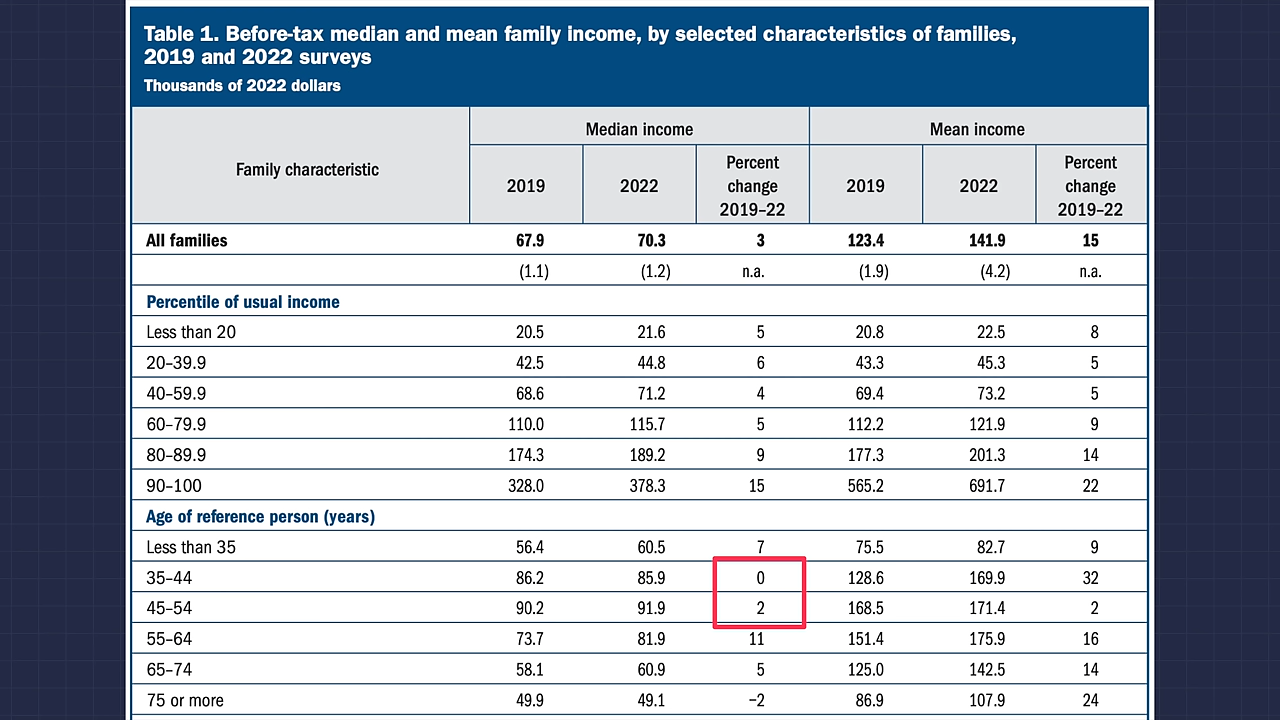 Table 1. Before-tax median and mean family income, by selected characteristics of families,
2019 and 2022 surveys
Thousands of 2022 dollars
Family characteristic Median income Mean income
2019 2022 Percent change 2019–22 2019 2022 Percent change 2019–22
All families 67.9 70.3 3 123.4 141.9 15
(1.1) (1.2) n.a. (1.9) (4.2) n.a.
Percentile of usual income
Less than 20 20.5 21.6 5 20.8 22.5 8
20–39.9 42.5 44.8 6 43.3 45.3 5
40–59.9 68.6 71.2 4 69.4 73.2 5
60–79.9 110.0 115.7 5 112.2 121.9 9
80–89.9 174.3 189.2 9 177.3 201.3 14
90–100 328.0 378.3 15 565.2 691.7 22
Age of reference person (years)
Less than 35 56.4 60.5 7 75.5 82.7 9
35–44 86.2 85.9 0 128.6 169.9 32
45–54 90.2 91.9 2 168.5 171.4 2
55–64 73.7 81.9 11 151.4 175.9 16
65–74 58.1 60.9 5 125.0 142.5 14
75 or more 49.9 49.1 −2 86.9 107.9 24